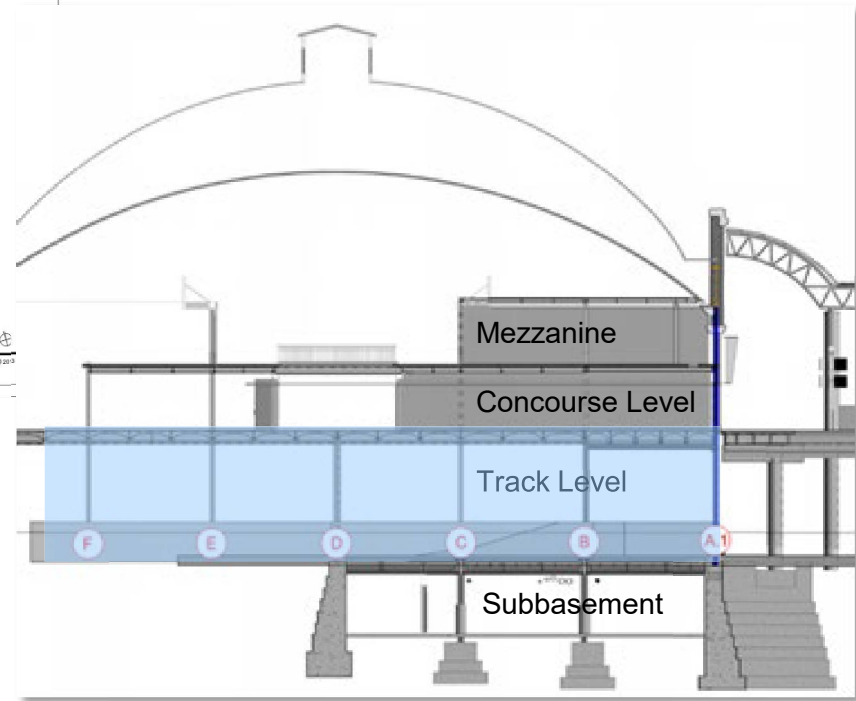 Mezzanine
Concourse Level
Track Level
F
E
D
C
B
A.1
Subbasement